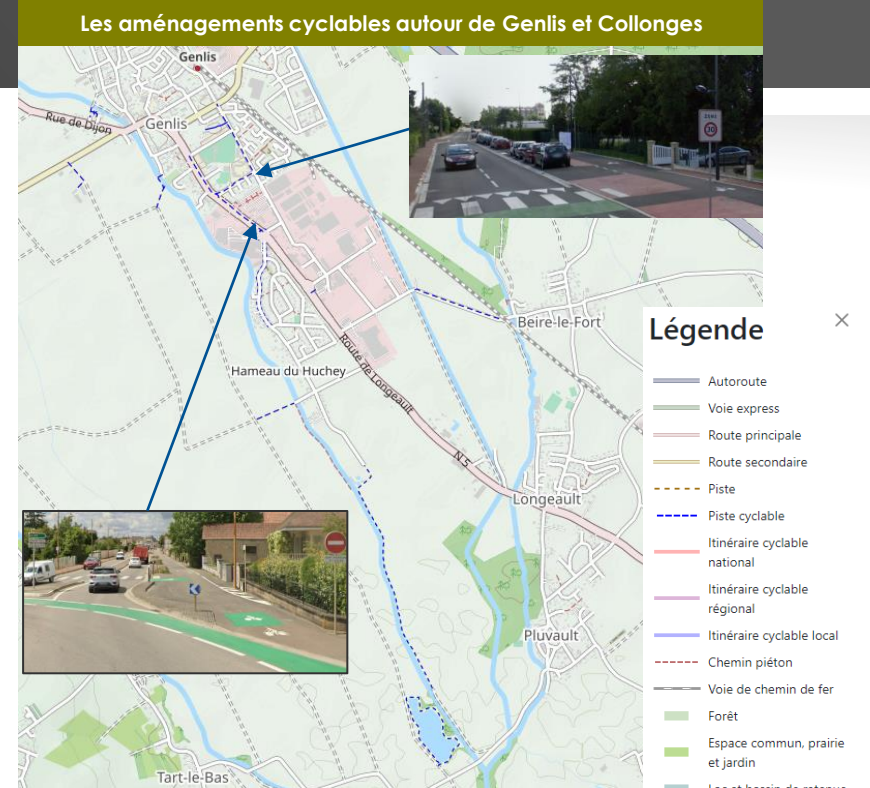 Les aménagements cyclables autour de Genlis et Collonges
Genlis
Rue de Dijon
Genlis
ZONE
30
Beire-le-Fort
Hameau du Huchey
Route de Longeault
N 5
Longeault
Pluvault
Tart-le-Bas
Légende
Autoroute
Voie express
Route principale
Route secondaire
Piste
Piste cyclable
Itinéraire cyclable
national
Itinéraire cyclable
régional
Itinéraire cyclable local
Chemin piéton
Voie de chemin de fer
Forêt
Espace commun, prairie
et jardin